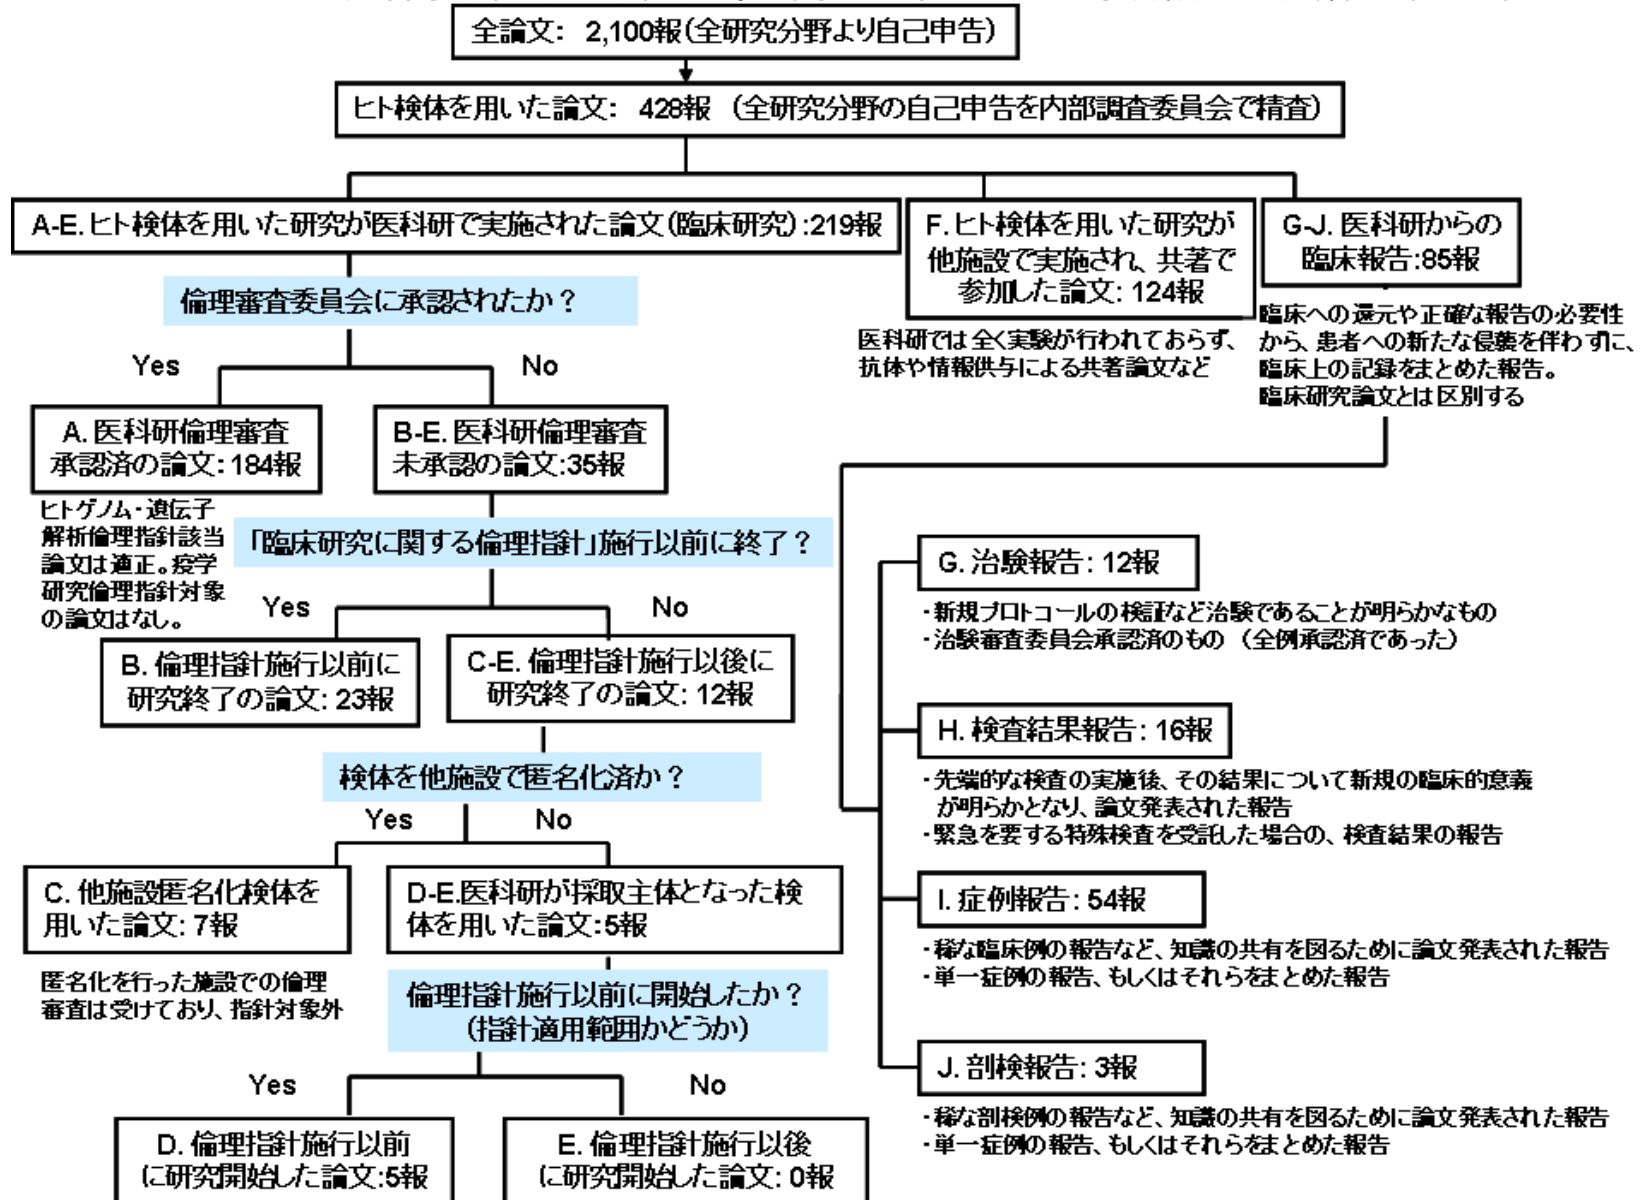 全論文: 2,100報(全研究分野より自己申告)
ヒト検体を用いた論文: 428報 (全研究分野の自己申告を内部調査委員会で精査)
A-E. ヒト検体を用いた研究が医科研で実施された論文(臨床研究):219報
F. ヒト検体を用いた研究が
他施設で実施され、共著で
参加した論文: 124報
G-J. 医科研からの
臨床報告:85報
医科研では全く実験が行われておらず、
抗体や情報供与による共著論文など
臨床への還元や正確な報告の必要性
から、患者への新たな侵襲を伴わずに、
臨床上の記録をまとめた報告。
臨床研究論文とは区別する
倫理審査委員会に承認されたか?
Yes
No
A. 医科研倫理審査
承認済の論文:184報
B-E. 医科研倫理審査
未承認の論文:35報
ヒトゲノム・遺伝子
解析倫理指針該当
論文は適正。疫学
研究倫理指針対象
の論文はなし。
「臨床研究に関する倫理指針」施行以前に終了?
Yes
No
B. 倫理指針施行以前に
研究終了の論文: 23報
C-E. 倫理指針施行以後に
研究終了の論文: 12報
検体を他施設で匿名化済か?
Yes
No
C. 他施設匿名化検体を
用いた論文: 7報
D-E.医科研が採取主体となった検
体を用いた論文:5報
匿名化を行った施設での倫理
審査は受けており、指針対象外
倫理指針施行以前に開始したか?
(指針適用範囲かどうか)
Yes
No
D. 倫理指針施行以前
に研究開始した論文:5報
E. 倫理指針施行以後
に研究開始した論文: 0報
G. 治験報告: 12報
・新規プロトコールの検証など治験であることが明らかなもの
・治験審査委員会承認済のもの (全例承認済であった)
H. 検査結果報告: 16報
・先端的な検査の実施後、その結果について新規の臨床的意義
が明らかとなり、論文発表された報告
・緊急を要する特殊検査を受託した場合の、検査結果の報告
I. 症例報告: 54報
・稀な臨床例の報告など、知識の共有を図るために論文発表された報告
・単一症例の報告、もしくはそれらをまとめた報告
J. 剖検報告: 3報
・稀な剖検例の報告など、知識の共有を図るために論文発表された報告
・単一症例の報告、もしくはそれらをまとめた報告